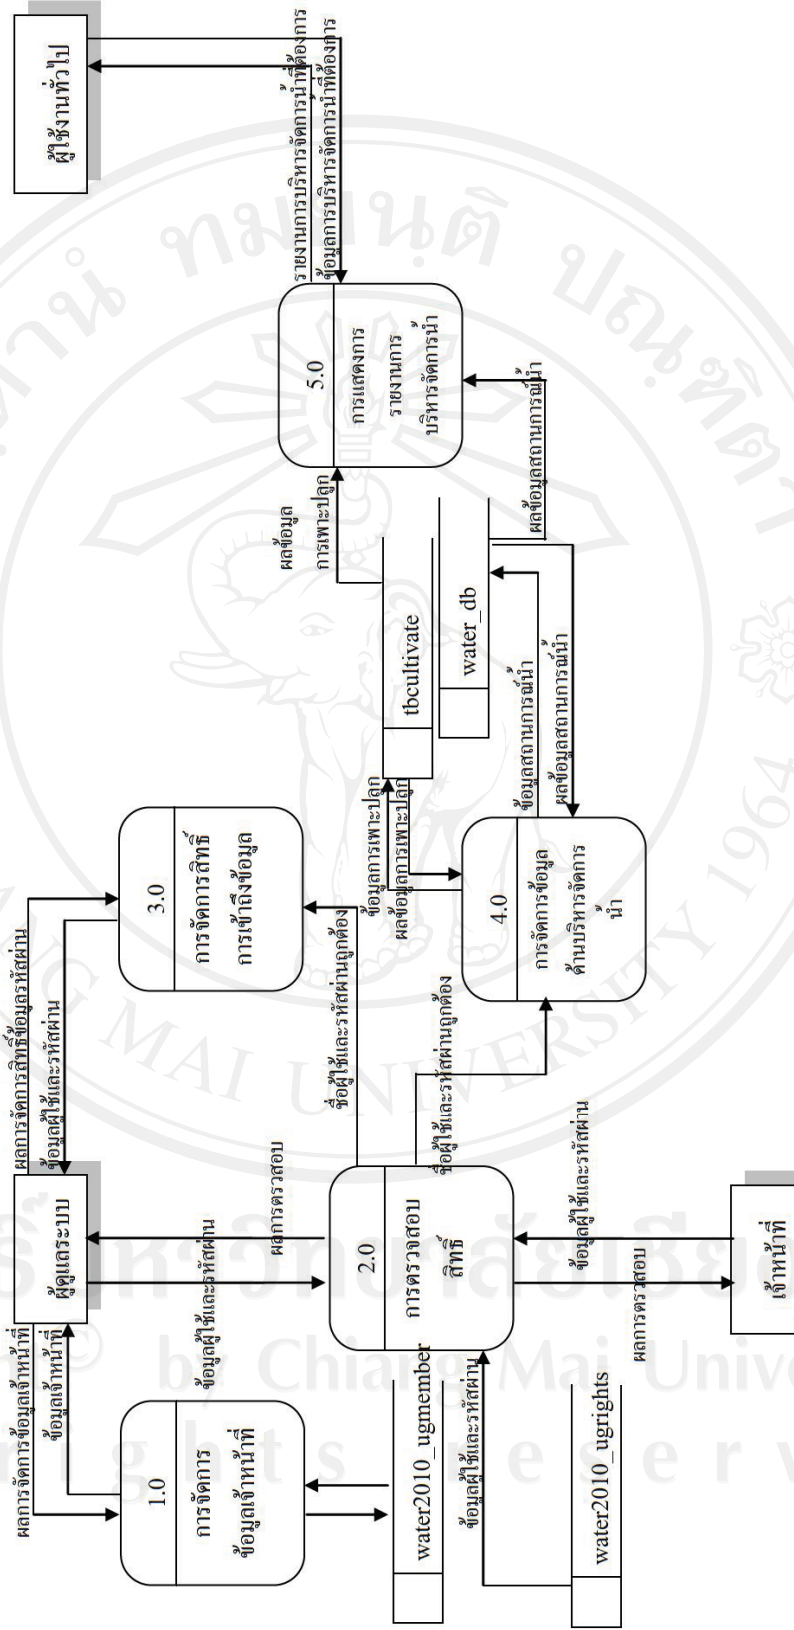 ผู้ใช้งานทั่วไป
รายงานการบริหารจัดการน้ำที่ต้องการ
ข้อมูลการบริหารจัดการน้ำที่ต้องการ
5.0
การแสดงการ
รายงานการ
บริหารจัดการน้ำ
ผลข้อมูล
การเพาะปลูก
ผลข้อมูลสถานการณ์น้ำ
tbcultivate
water_db
ข้อมูลสถานการณ์น้ำ
ผลข้อมูลสถานการณ์น้ำ
ข้อมูลการเพาะปลูก
ผลข้อมูลการเพาะปลูก
3.0
การจัดการสิทธิ์
การเข้าถึงข้อมูล
4.0
การจัดการข้อมูล
ด้านบริหารจัดการ
น้ำ
ผลการจัดการสิทธิ์ข้อมูลรหัสผ่าน
ข้อมูลผู้ใช้และรหัสผ่าน
ชื่อผู้ใช้และรหัสผ่านถูกต้อง
ชื่อผู้ใช้และรหัสผ่านถูกต้อง
ผู้ดูแลระบบ
ผลการตรวสอบ
ข้อมูลผู้ใช้และรหัสผ่าน
2.0
การตรวจสอบ
สิทธิ์
ข้อมูลผู้ใช้และรหัสผ่าน
ผลการตรวสอบ
เจ้าหน้าที่
ผลการจัดการข้อมูลเจ้าหน้าที่
ข้อมูลเจ้าหน้าที่
1.0
การจัดการ
ข้อมูลเจ้าหน้าที่
water2010_ugmember
ข้อมูลผู้ใช้และรหัสผ่าน
water2010_ugrights
ทมยนฺติ ปณฺฑิตา
MAI UNIVERSITY 1964
by Chiang Mai Univer
rights reserv